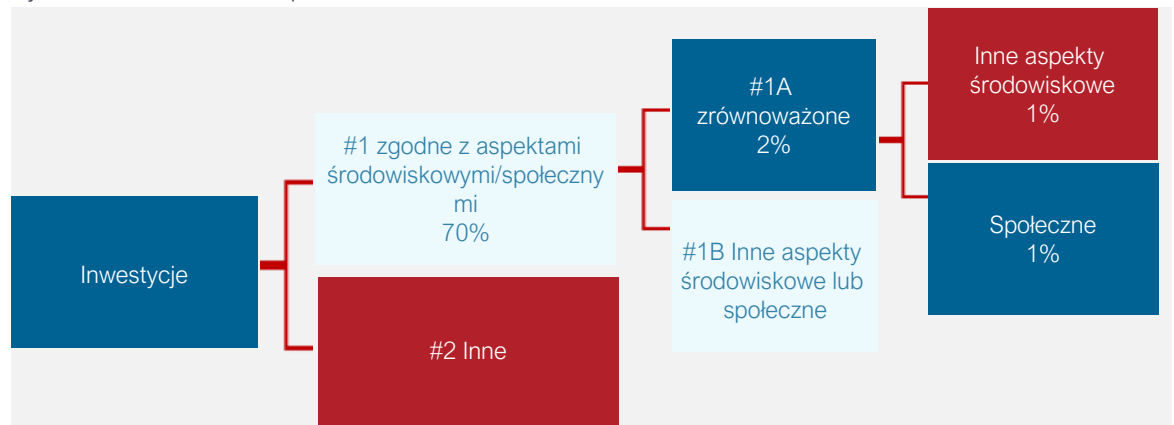 Inwestycje
#1 zgodne z aspektami
środowiskowymi/społeczny
mi
70%
#2 Inne
#1A
zrównoważone
2%
#1B Inne aspekty
środowiskowe lub
społeczne
Inne aspekty
środowiskowe
1%
Społeczne
1%